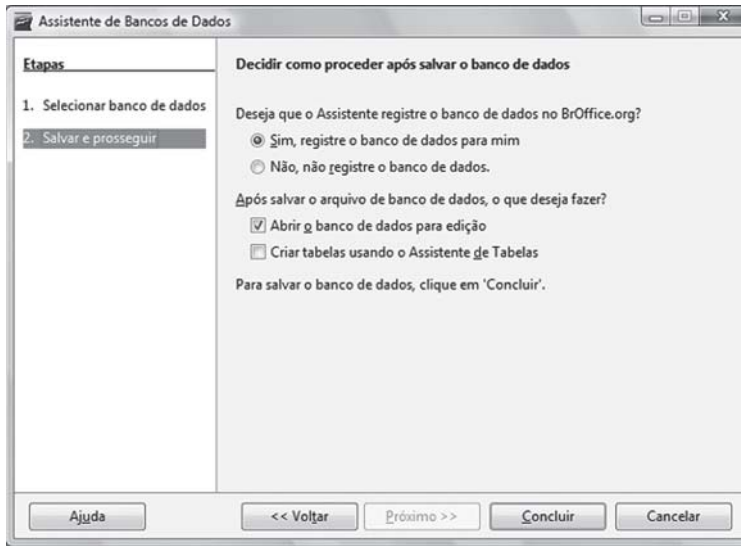 Assistente de Bancos de Dados
Etapas
1. Selecionar banco de dados
2. Salvar e prosseguir
Decidir como proceder após salvar o banco de dados
Deseja que o Assistente registre o banco de dados no BrOffice.org?
Sim, registre o banco de dados para mim
Não, não registre o banco de dados.
Após salvar o arquivo de banco de dados, o que deseja fazer?
Abrir o banco de dados para edição
Criar tabelas usando o Assistente de Tabelas
Para salvar o banco de dados, clique em 'Concluir'.
Ajuda
<< Voltar
Próximo >>
Concluir
Cancelar